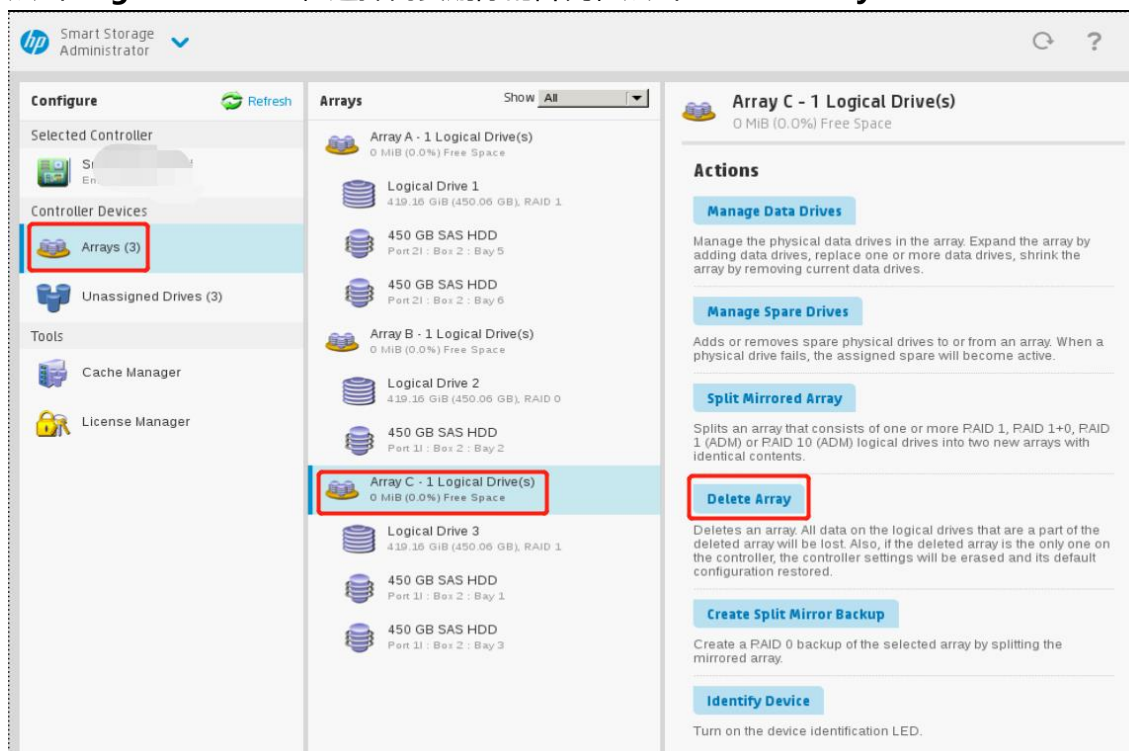 hp
Smart Storage
Administrator
?
Configure
Refresh
Selected Controller
Controller Devices
Arrays (3)
Unassigned Drives (3)
Tools
Cache Manager
License Manager
Arrays
Show All
Array A - 1 Logical Drive(s)
0 MiB (0.0%) Free Space
Logical Drive 1
419.16 GiB (450.06 GB), RAID 1
450 GB SAS HDD
Port 2I : Box 2 : Bay 5
450 GB SAS HDD
Port 2I : Box 2 : Bay 6
Array B - 1 Logical Drive(s)
0 MiB (0.0%) Free Space
Logical Drive 2
419.16 GiB (450.06 GB), RAID 0
450 GB SAS HDD
Port 1I : Box 2 : Bay 2
Array C - 1 Logical Drive(s)
0 MiB (0.0%) Free Space
Logical Drive 3
419.16 GiB (450.06 GB), RAID 1
450 GB SAS HDD
Port 1I : Box 2 : Bay 1
450 GB SAS HDD
Port 1I : Box 2 : Bay 3
Array C - 1 Logical Drive(s)
0 MiB (0.0%) Free Space
Actions
Manage Data Drives
Manage the physical data drives in the array. Expand the array by
adding data drives, replace one or more data drives, shrink the
array by removing current data drives.
Manage Spare Drives
Adds or removes spare physical drives to or from an array. When a
physical drive fails, the assigned spare will become active.
Split Mirrored Array
Splits an array that consists of one or more RAID 1, RAID 1+0, RAID
1 (ADM) or RAID 10 (ADM) logical drives into two new arrays with
identical contents.
Delete Array
Deletes an array. All data on the logical drives that are a part of the
deleted array will be lost. Also, if the deleted array is the only one on
the controller, the controller settings will be erased and its default
configuration restored.
Create Split Mirror Backup
Create a RAID 0 backup of the selected array by splitting the
mirrored array.
Identify Device
Turn on the device identification LED.